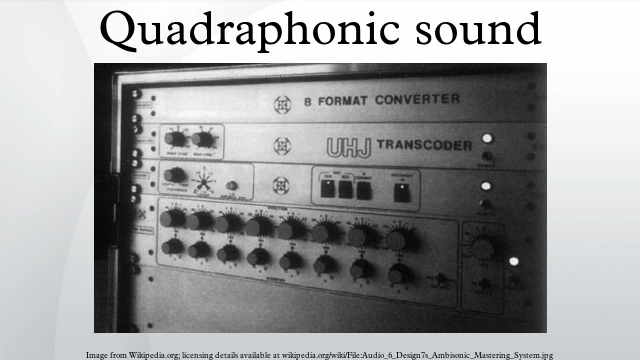 Quadraphonic sound
B FORMAT CONVERTER
UHJ TRANSCODER
Image from Wikipedia.org; licensing details available at wikipedia.org/wiki/File:Audio_6_Design7s_Ambisonic_Mastering_System.jpg